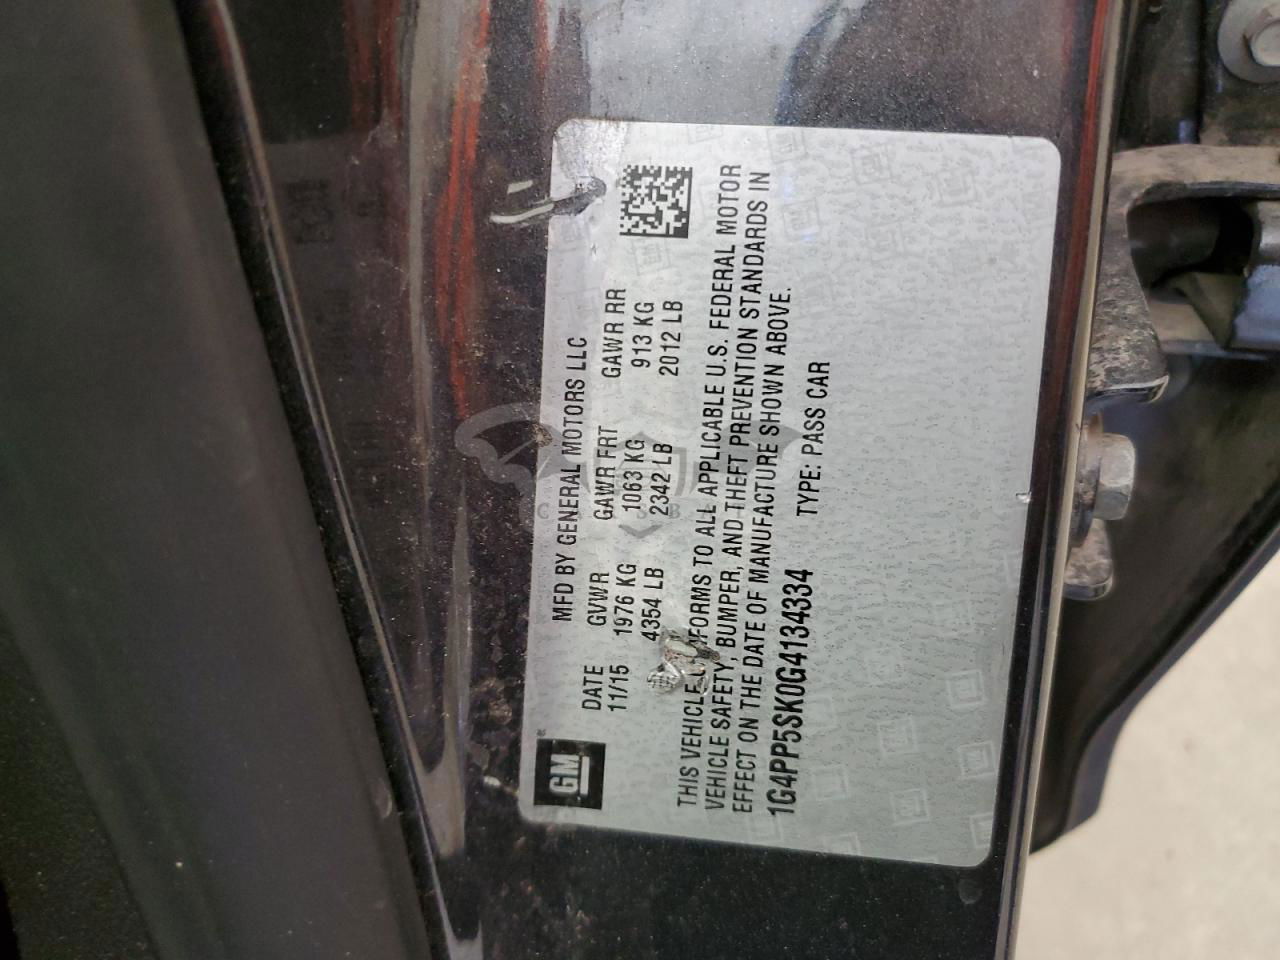 MFD BY GENERAL MOTORS LLC
DATE GVWR GAWR FRT GAWR RR
11/15 1976 KG 1063 KG 913 KG
4354 LB 2342 LB 2012 LB
THIS VEHICLE FORMS TO ALL APPLICABLE U.S. FEDERAL MOTOR
VEHICLE SAFETY, BUMPER, AND THEFT PREVENTION STANDARDS IN
EFFECT ON THE DATE OF MANUFACTURE SHOWN ABOVE.
1G4PP5SK0G4134334 TYPE: PASS CAR
GM